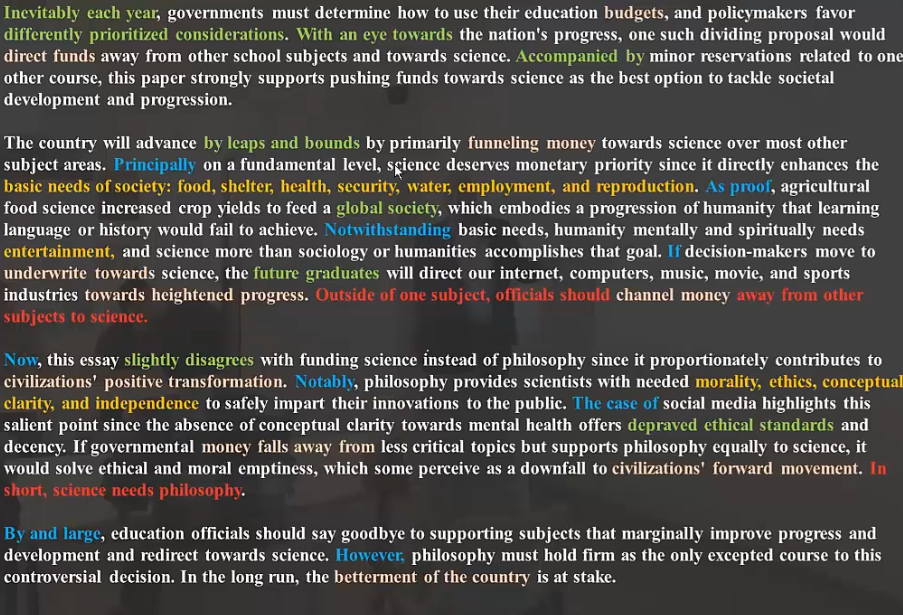 Inevitably each year, governments must determine how to use their education budgets, and policymakers favor
differently prioritized considerations. With an eye towards the nation's progress, one such dividing proposal would
direct funds away from other school subjects and towards science. Accompanied by minor reservations related to one
other course, this paper strongly supports pushing funds towards science as the best option to tackle societal
development and progression.
The country will advance by leaps and bounds by primarily funneling money towards science over most other
subject areas. Principally on a fundamental level, science deserves monetary priority since it directly enhances the
basic needs of society: food, shelter, health, security, water, employment, and reproduction. As proof, agricultural
food science increased crop yields to feed a global society, which embodies a progression of humanity that learning
language or history would fail to achieve. Notwithstanding basic needs, humanity mentally and spiritually needs
entertainment, and science more than sociology or humanities accomplishes that goal. If decision-makers move to
underwrite towards science, the future graduates will direct our internet, computers, music, movie, and sports
industries towards heightened progress. Outside of one subject, officials should channel money away from other
subjects to science.
Now, this essay slightly disagrees with funding science instead of philosophy since it proportionately contributes to
civilizations' positive transformation. Notably, philosophy provides scientists with needed morality, ethics, conceptual
clarity, and independence to safely impart their innovations to the public. The case of social media highlights this
salient point since the absence of conceptual clarity towards mental health offers depraved ethical standards and
decency. If governmental money falls away from less critical topics but supports philosophy equally to science, it
would solve ethical and moral emptiness, which some perceive as a downfall to civilizations' forward movement. In
short, science needs philosophy.
By and large, education officials should say goodbye to supporting subjects that marginally improve progress and
development and redirect towards science. However, philosophy must hold firm as the only excepted course to this
controversial decision. In the long run, the betterment of the country is at stake.